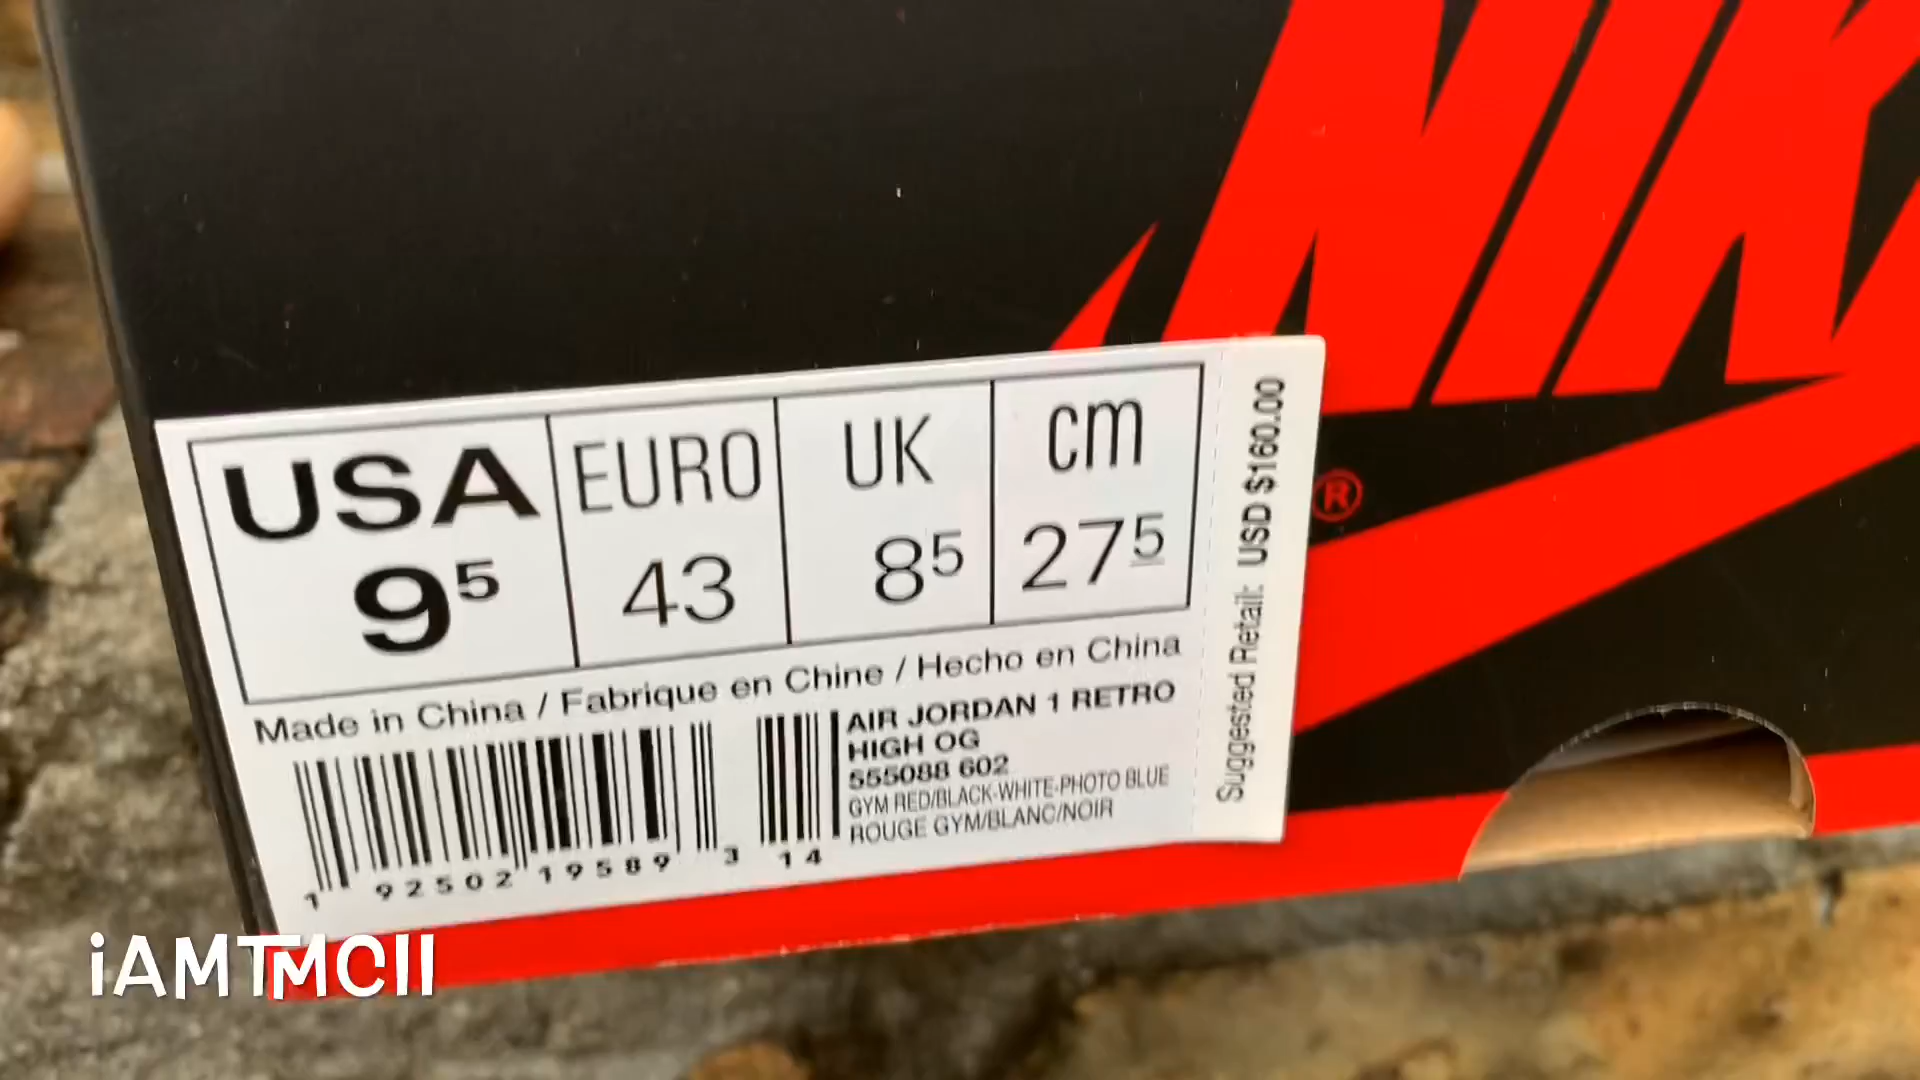 NIK
®
USA EURO UK cm
9⁵ 43 8⁵ 27⁵
Suggested Retail: USD $160.00
Made in China / Fabrique en Chine / Hecho en China
AIR JORDAN 1 RETRO
HIGH OG
555088 602
GYM RED/BLACK-WHITE-PHOTO BLUE
ROUGE GYM/BLANC/NOIR
1 92502 19589 3 14
iAMTMCII